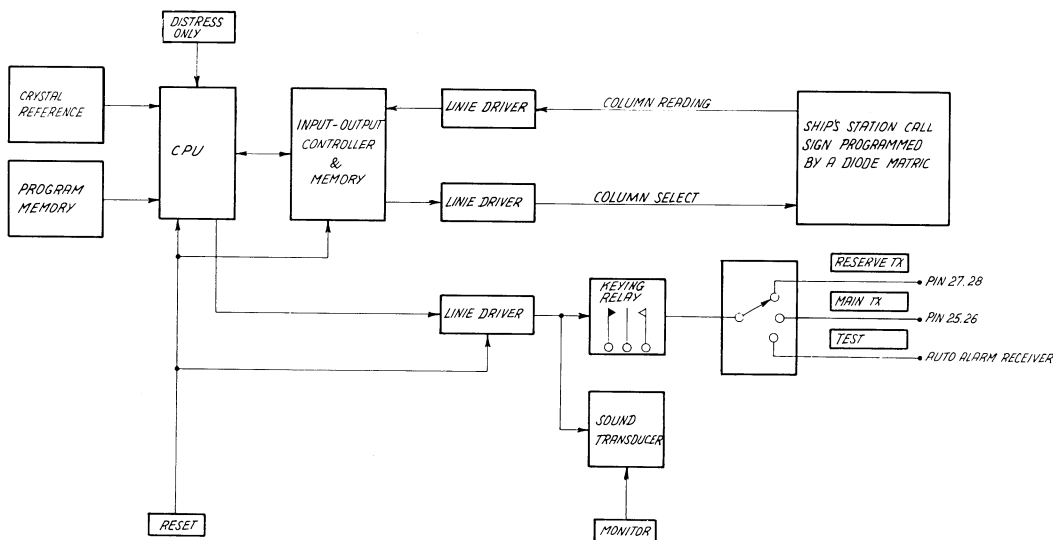 DISTRESS
ONLY
CRYSTAL
REFERENCE
CPU
INPUT-OUTPUT
CONTROLLER
&
MEMORY
LINIE DRIVER
COLUMN READING
SHIP'S STATION CALL
SIGN PROGRAMMED
BY A DIODE MATRIC
PROGRAM
MEMORY
LINIE DRIVER
COLUMN SELECT
RESERVE TX
PIN 27.28
KEYING
RELAY
MAIN TX
PIN 25.26
LINIE DRIVER
TEST
AUTO ALARM RECEIVER
SOUND
TRANSDUCER
RESET
MONITOR